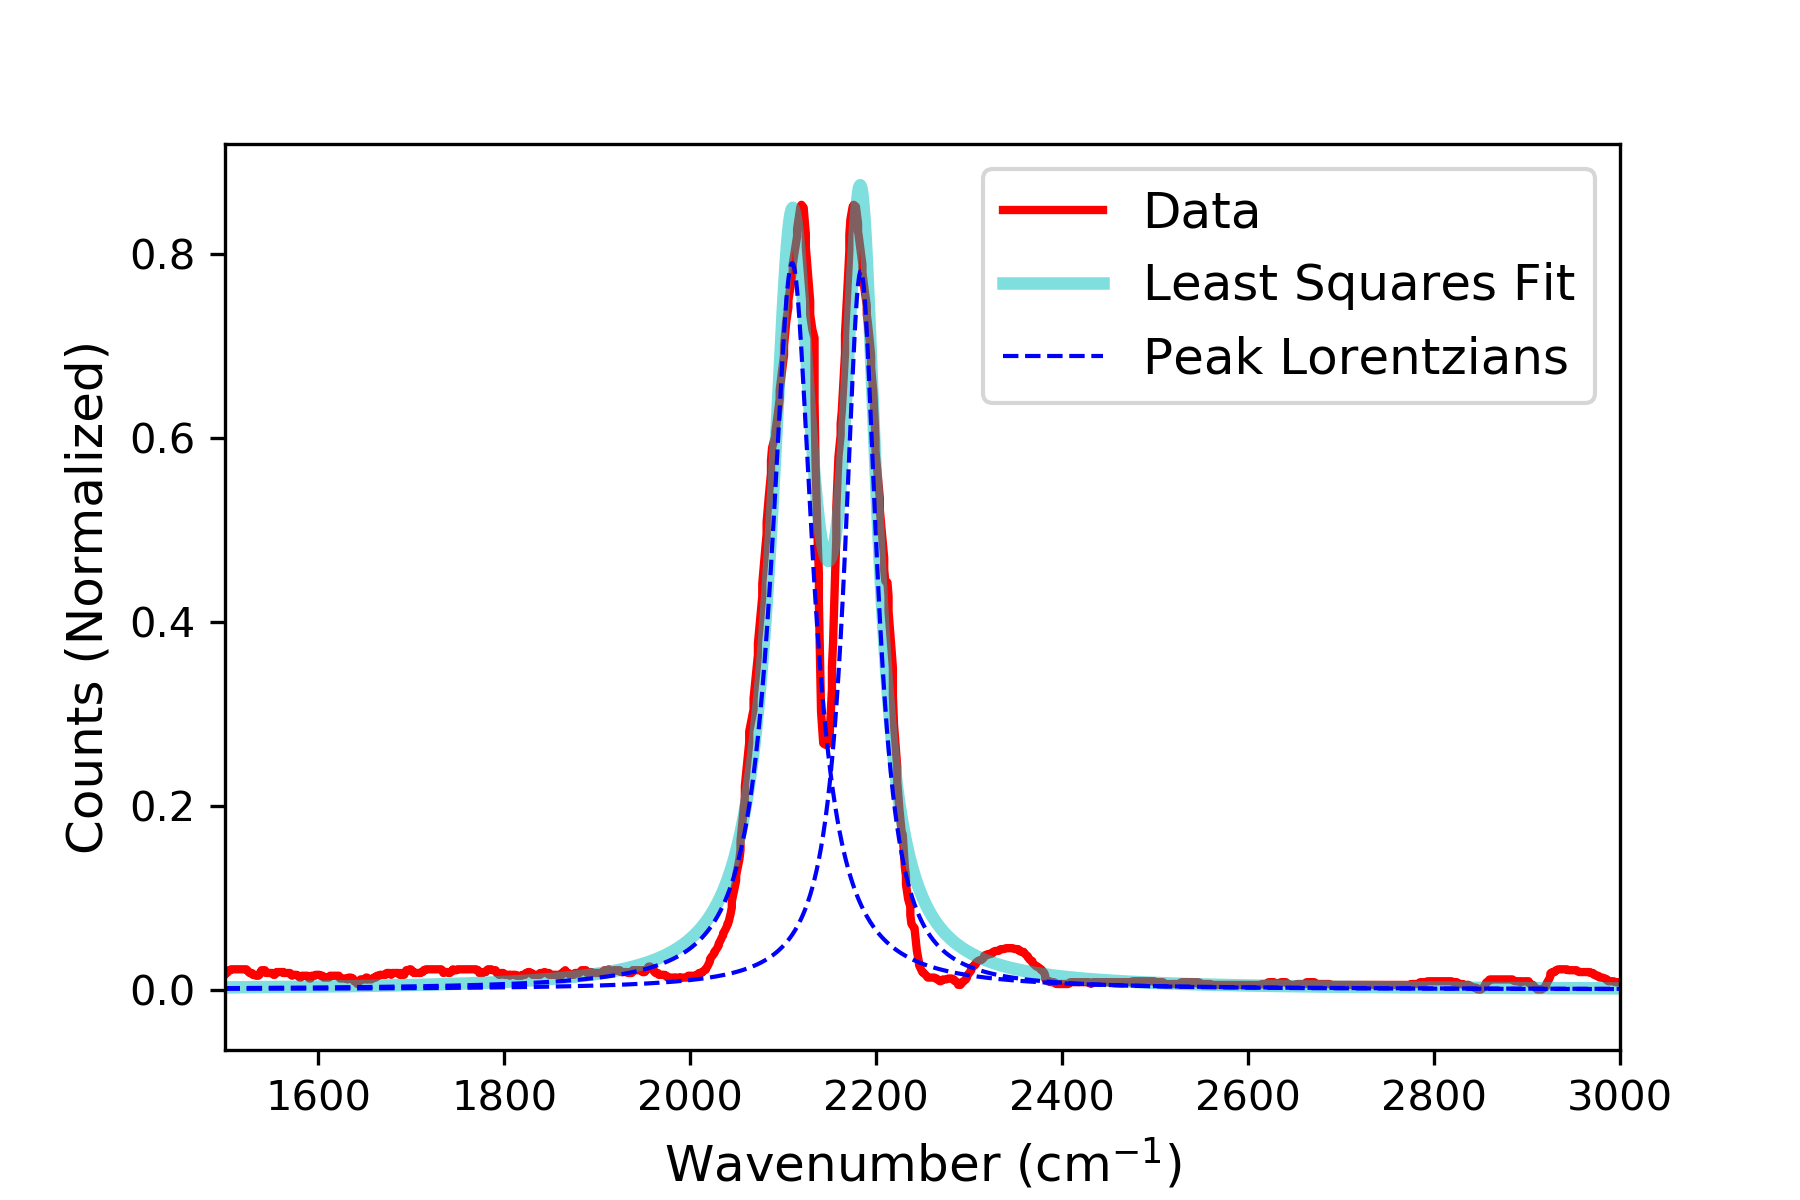 Data
Least Squares Fit
Peak Lorentzians
Counts (Normalized)
0.8
0.6
0.4
0.2
0.0
1600 1800 2000 2200 2400 2600 2800 3000
Wavenumber (cm⁻¹)